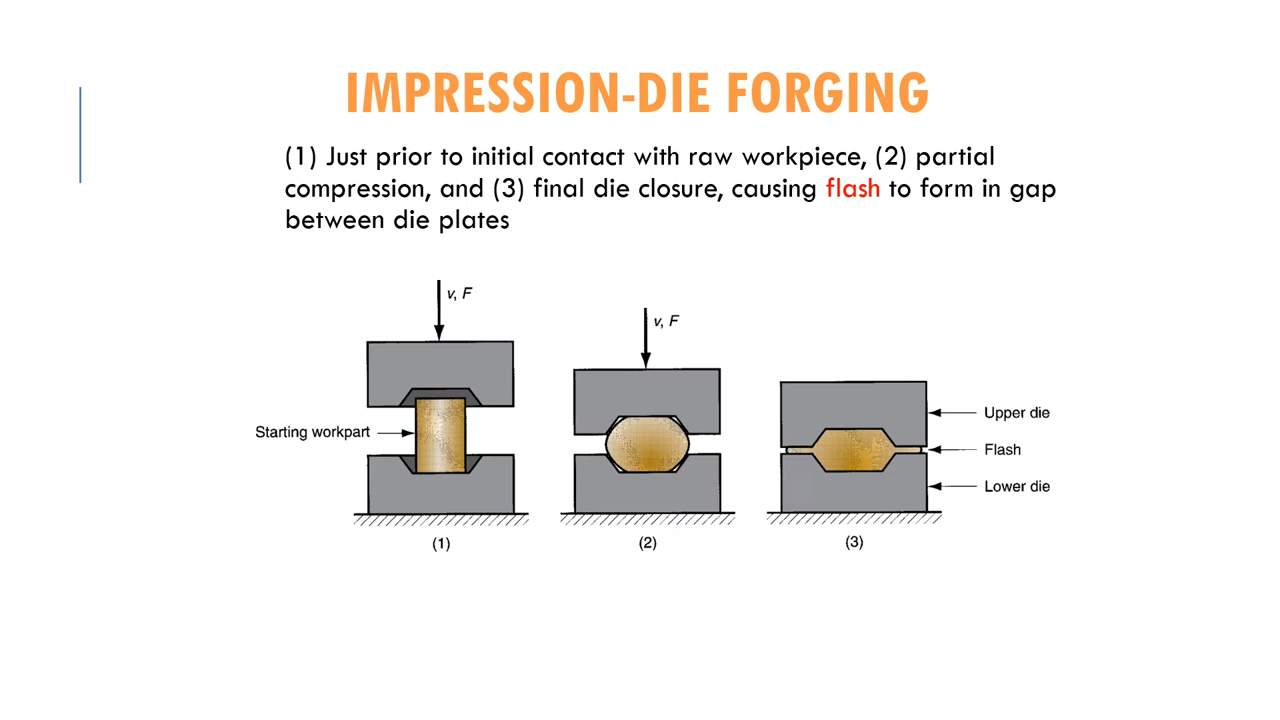 IMPRESSION-DIE FORGING
(1) Just prior to initial contact with raw workpiece, (2) partial
compression, and (3) final die closure, causing flash to form in gap
between die plates
v, F
v, F
Upper die
Starting workpart
Flash
Lower die
(1)
(2)
(3)